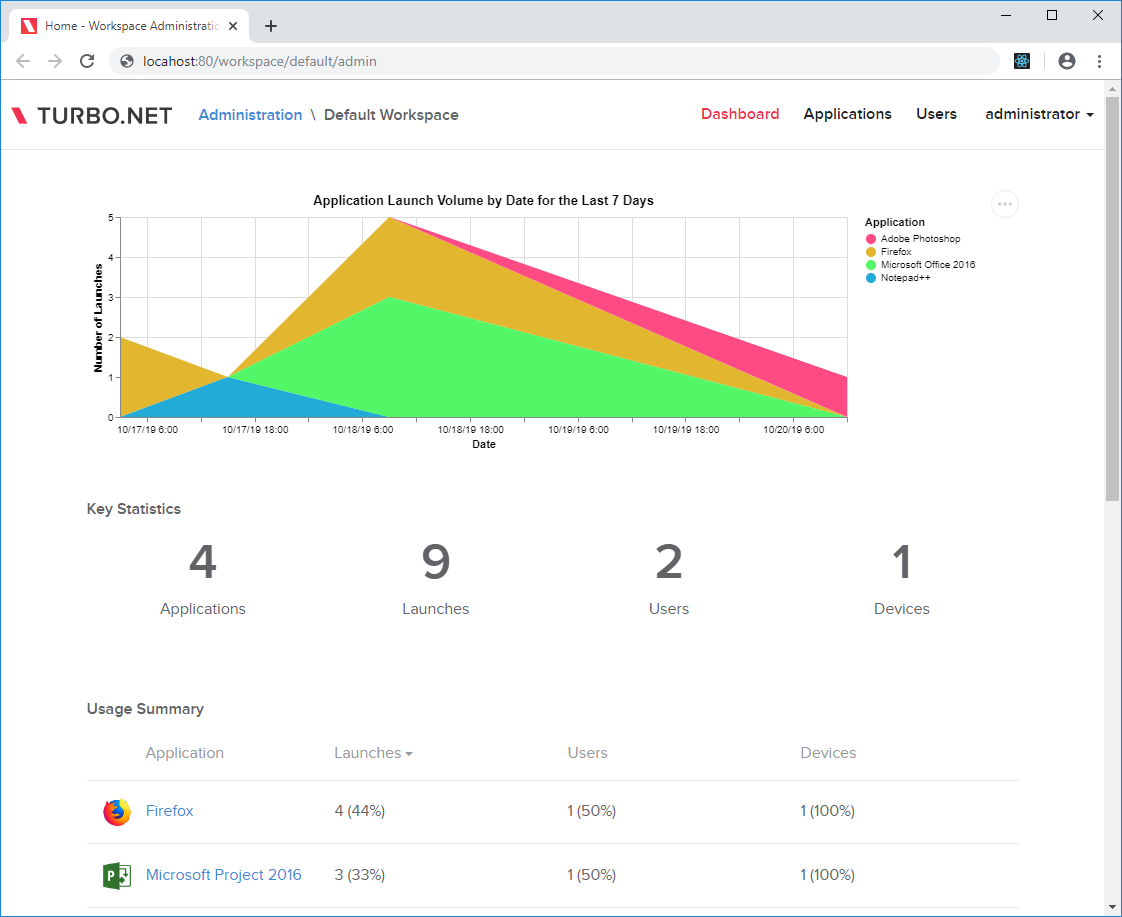 Home - Workspace Administratic
locahost:80/workspace/default/admin
TURBO.NET Administration \ Default Workspace Dashboard Applications Users administrator
Application Launch Volume by Date for the Last 7 Days
Application
Adobe Photoshop
Firefox
Microsoft Office 2016
Notepad++
Number of Launches
5
4
3
2
1
0
10/17/19 6:00 10/17/19 18:00 10/18/19 6:00 10/18/19 18:00 10/19/19 6:00 10/19/19 18:00 10/20/19 6:00
Date
Key Statistics
4 9 2 1
Applications Launches Users Devices
Usage Summary
Application Launches Users Devices
Firefox 4 (44%) 1 (50%) 1 (100%)
P Microsoft Project 2016 3 (33%) 1 (50%) 1 (100%)